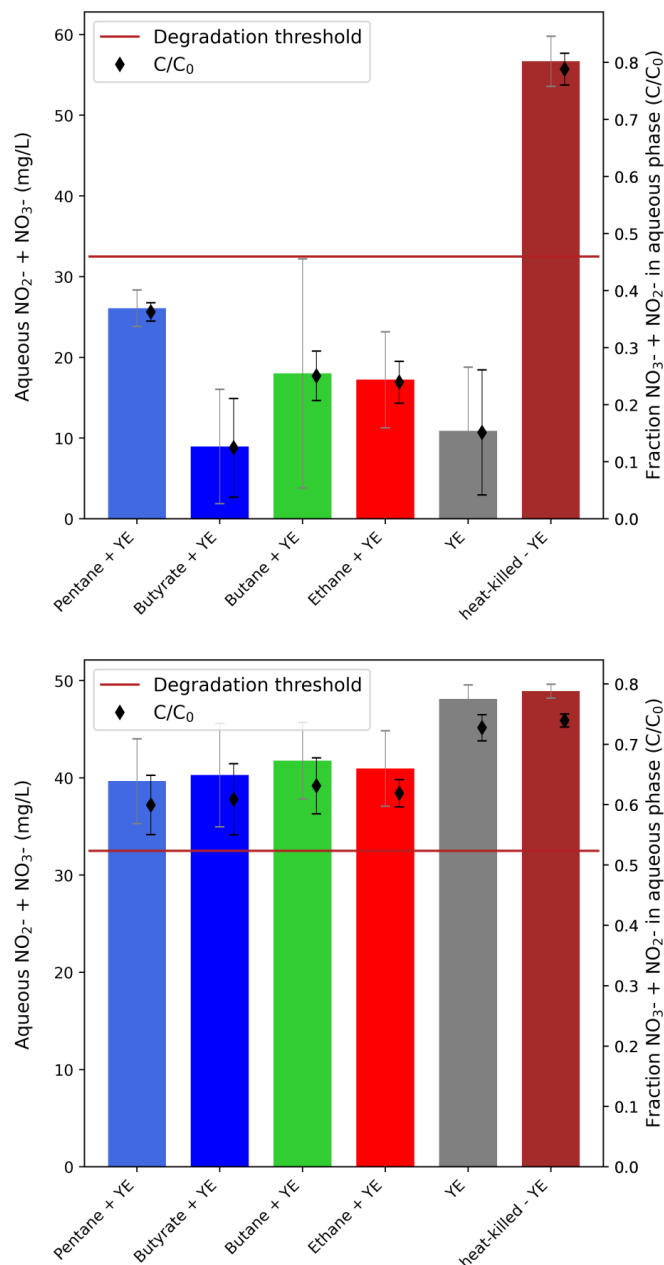 Degradation threshold
C/C₀
Aqueous NO₂- + NO₃- (mg/L)
60
50
40
30
20
10
0
0.8
0.7
0.6
0.5
0.4
0.3
0.2
0.1
0.0
Fraction NO₃- + NO₂- in aqueous phase (C/C₀)
Pentane + YE
Butyrate + YE
Butane + YE
Ethane + YE
YE
heat-killed - YE
Degradation threshold
C/C₀
Aqueous NO₂- + NO₃- (mg/L)
50
40
30
20
10
0
0.8
0.7
0.6
0.5
0.4
0.3
0.2
0.1
0.0
Fraction NO₃- + NO₂- in aqueous phase (C/C₀)
Pentane + YE
Butyrate + YE
Butane + YE
Ethane + YE
YE
heat-killed - YE